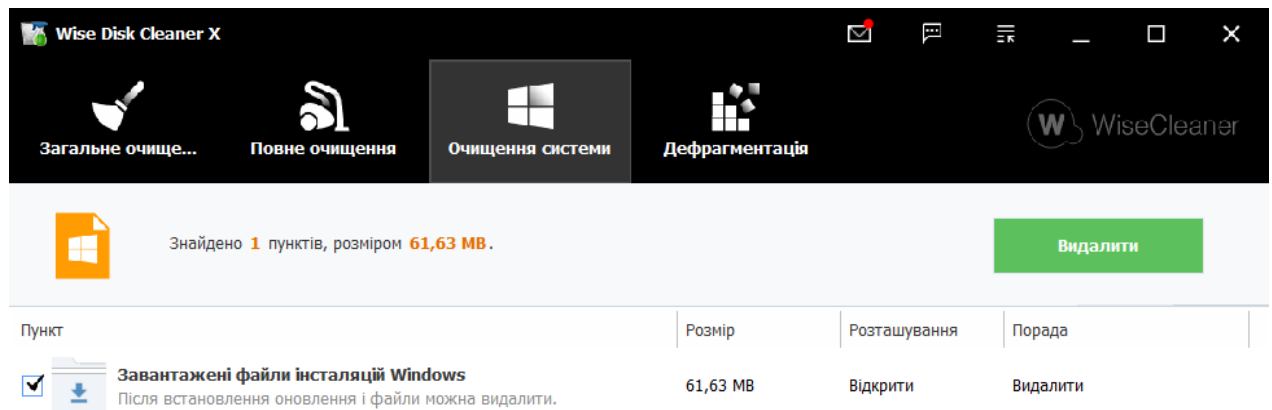 Wise Disk Cleaner X
Загальне очище... Повне очищення Очищення системи Дефрагментація
W WiseCleaner
Знайдено 1 пунктів, розміром 61,63 MB.
Видалити
Пункт Розмір Розташування Порада
Завантажені файли інсталяцій Windows 61,63 MB Відкрити Видалити
Після встановлення оновлення і файли можна видалити.